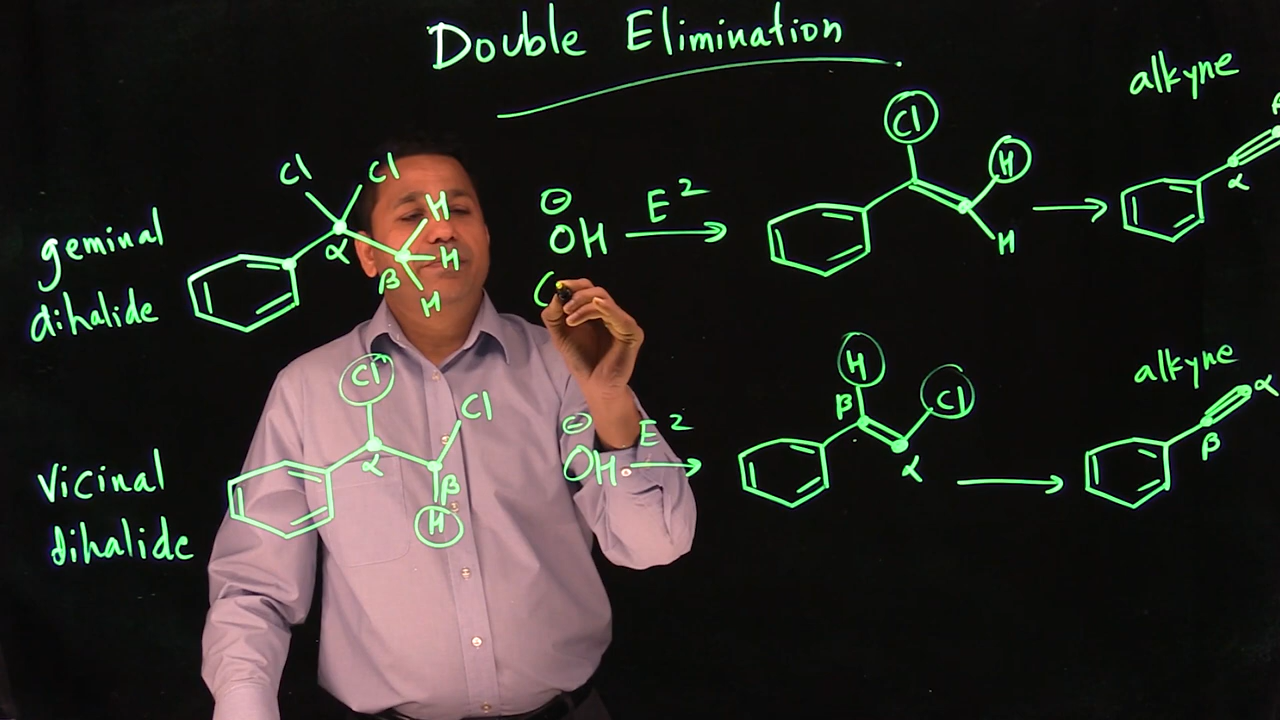 Double Elimination
alkyne
geminal
dihalide
Cl Cl
H
H
H
α
β
⊖
OH
E2
(
Cl
H
H
α
alkyne
Vicinal
dihalide
Cl
Cl
α
β
H
⊖
OH
E2
H
Cl
β
α
α
β